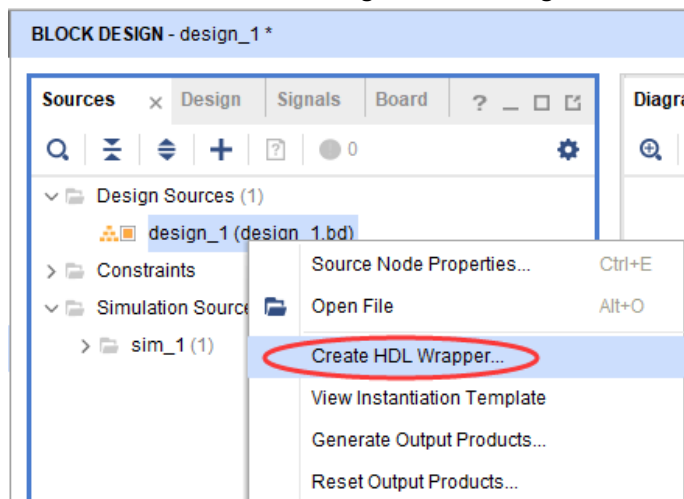 BLOCK DESIGN - design_1 *
Sources × Design Signals Board ? Diagra
? 0
Design Sources (1)
design_1 (design_1.bd)
Source Node Properties... Ctrl+E
Constraints
Simulation Source Open File Alt+O
sim_1 (1)
Create HDL Wrapper...
View Instantiation Template
Generate Output Products...
Reset Output Products...